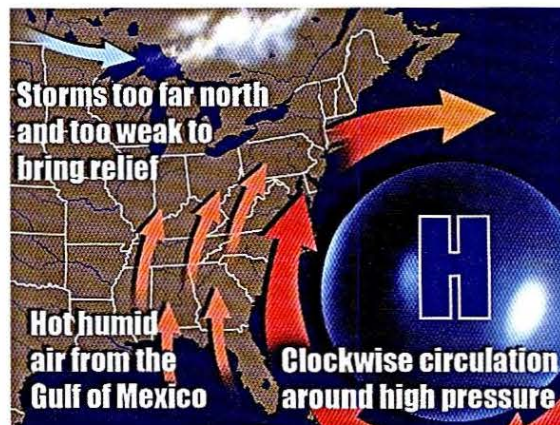 Storms too far north
and too weak to
bring relief
H
Hot humid
air from the
Gulf of Mexico
Clockwise circulation
around high pressure